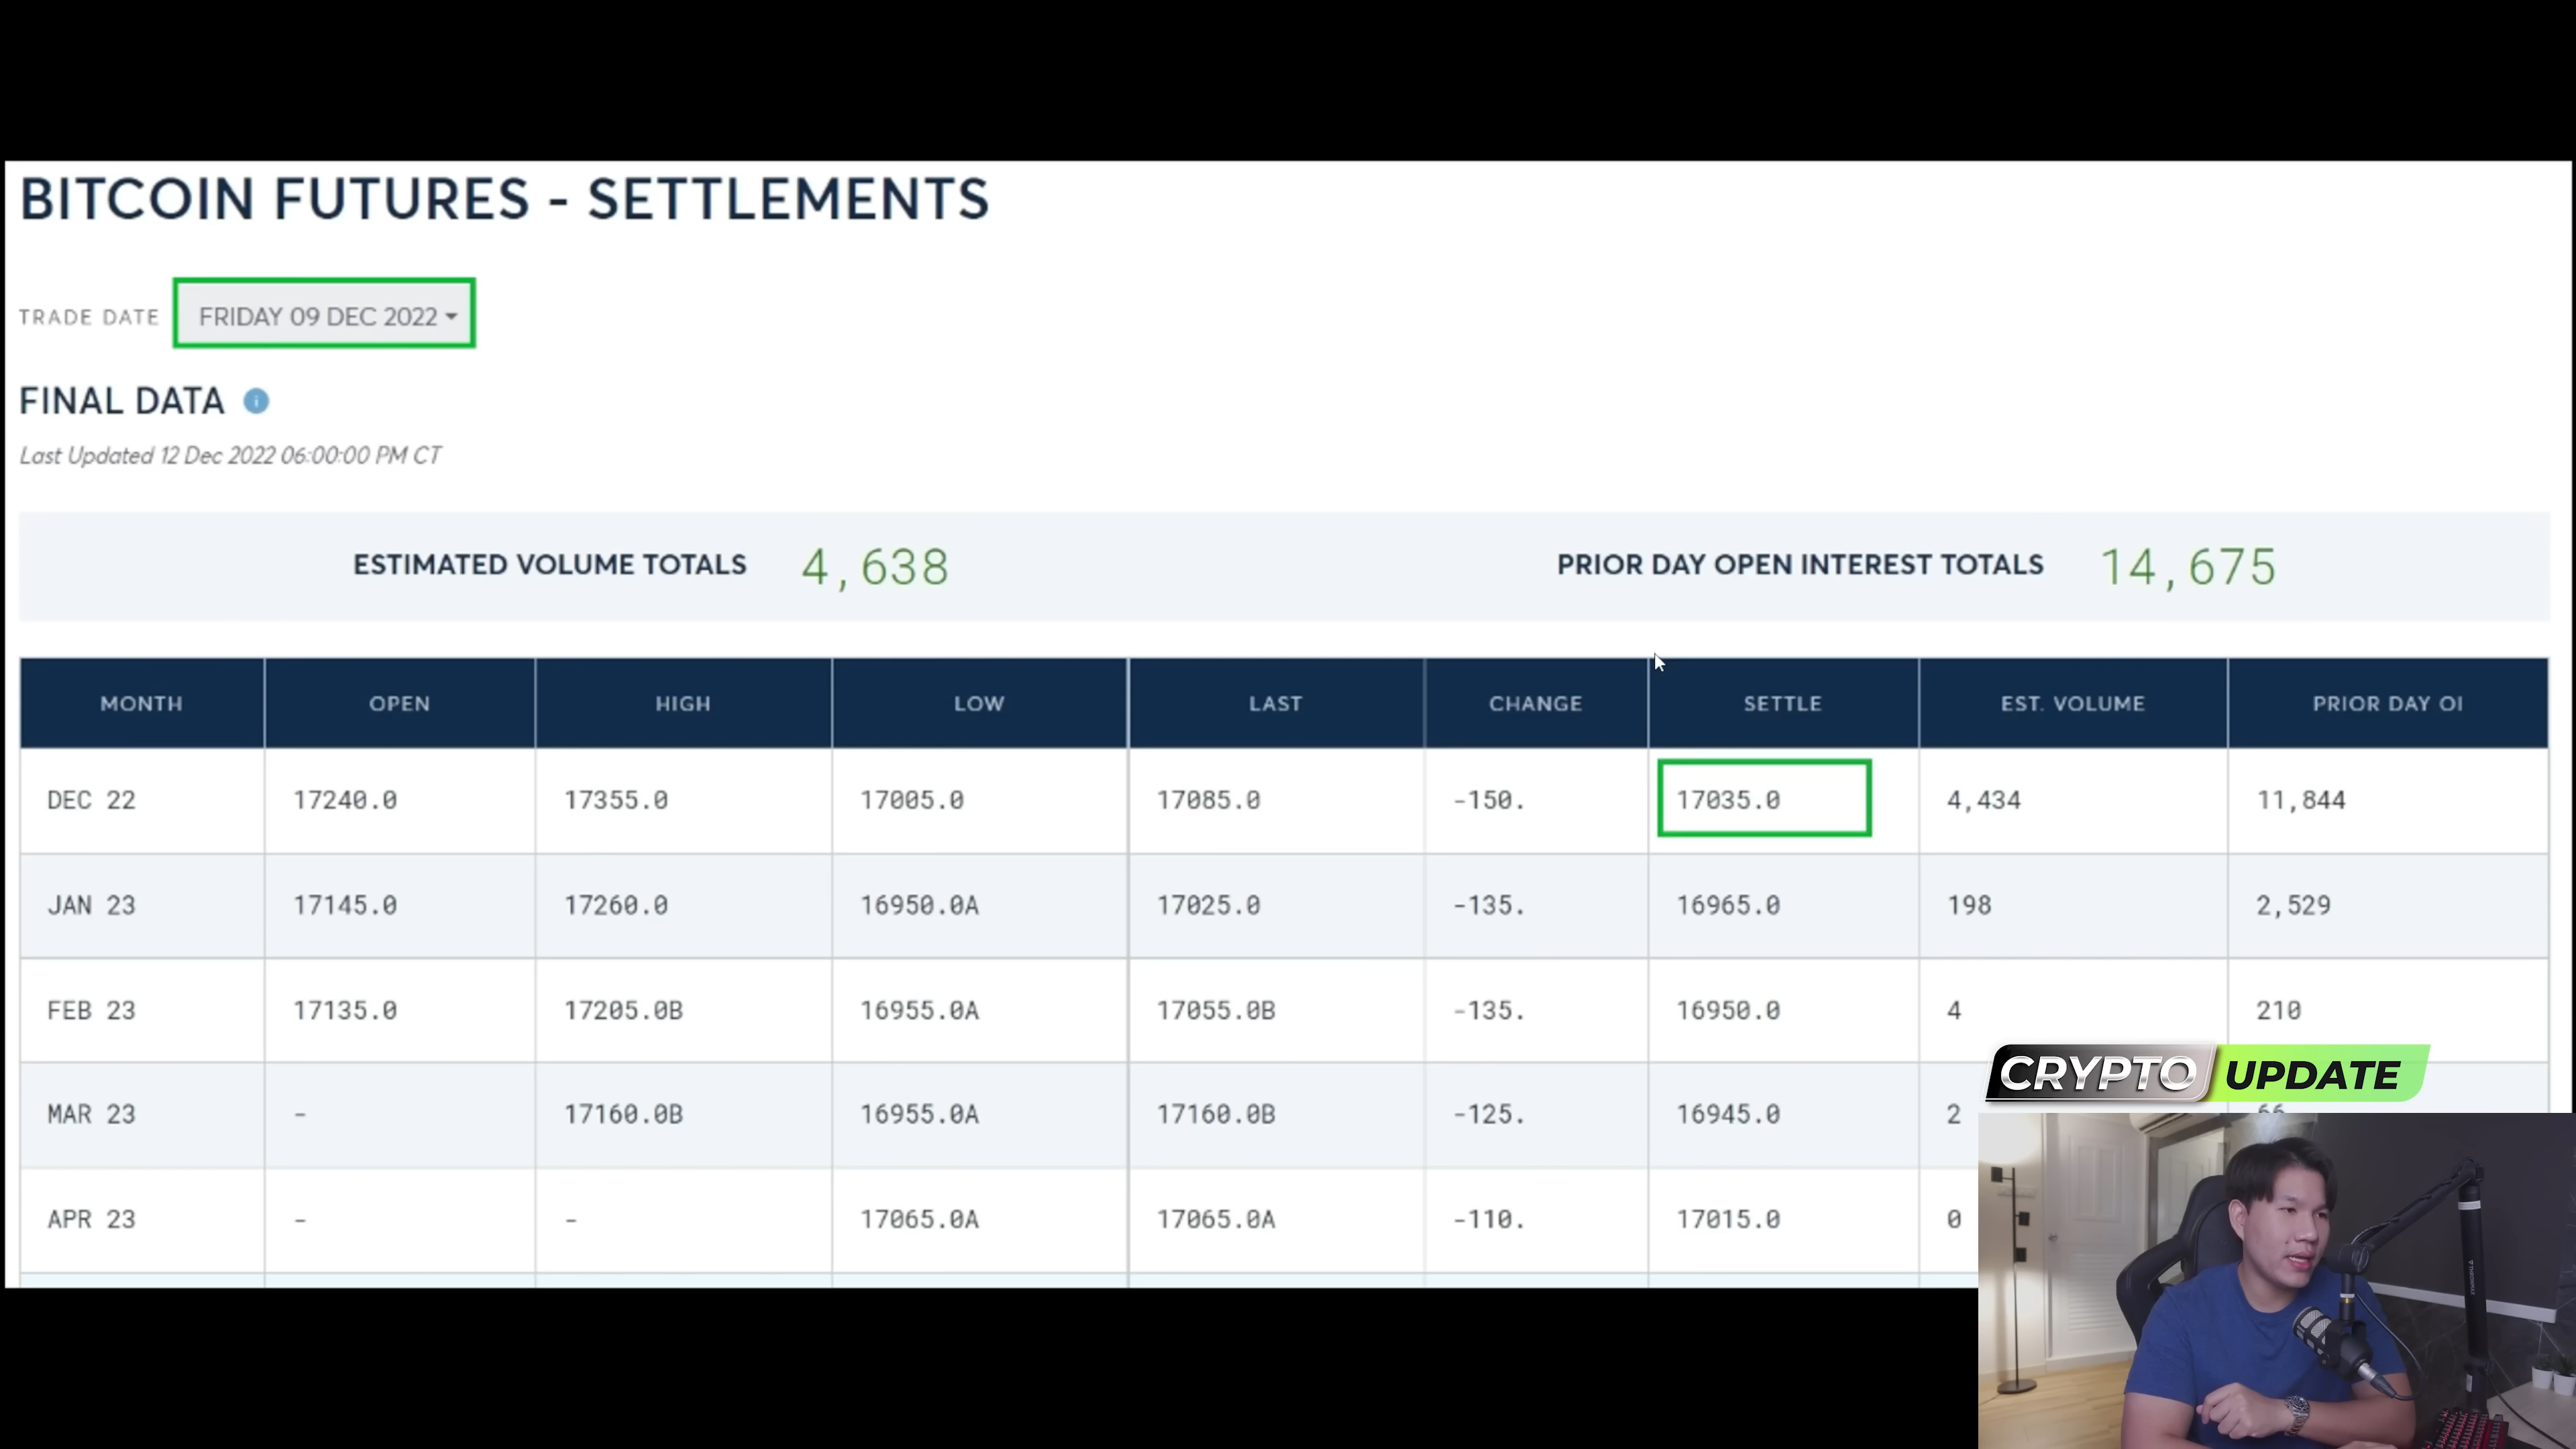 BITCOIN FUTURES - SETTLEMENTS
TRADE DATE FRIDAY 09 DEC 2022
FINAL DATA i
Last Updated 12 Dec 2022 06:00:00 PM CT
ESTIMATED VOLUME TOTALS 4,638 PRIOR DAY OPEN INTEREST TOTALS 14,675
MONTH OPEN HIGH LOW LAST CHANGE SETTLE EST. VOLUME PRIOR DAY OI
DEC 22 17240.0 17355.0 17005.0 17085.0 -150. 17035.0 4,434 11,844
JAN 23 17145.0 17260.0 16950.0A 17025.0 -135. 16965.0 198 2,529
FEB 23 17135.0 17205.0B 16955.0A 17055.0B -135. 16950.0 4 210
CRYPTO UPDATE
MAR 23 - 17160.0B 16955.0A 17160.0B -125. 16945.0 2
APR 23 - - 17065.0A 17065.0A -110. 17015.0 0